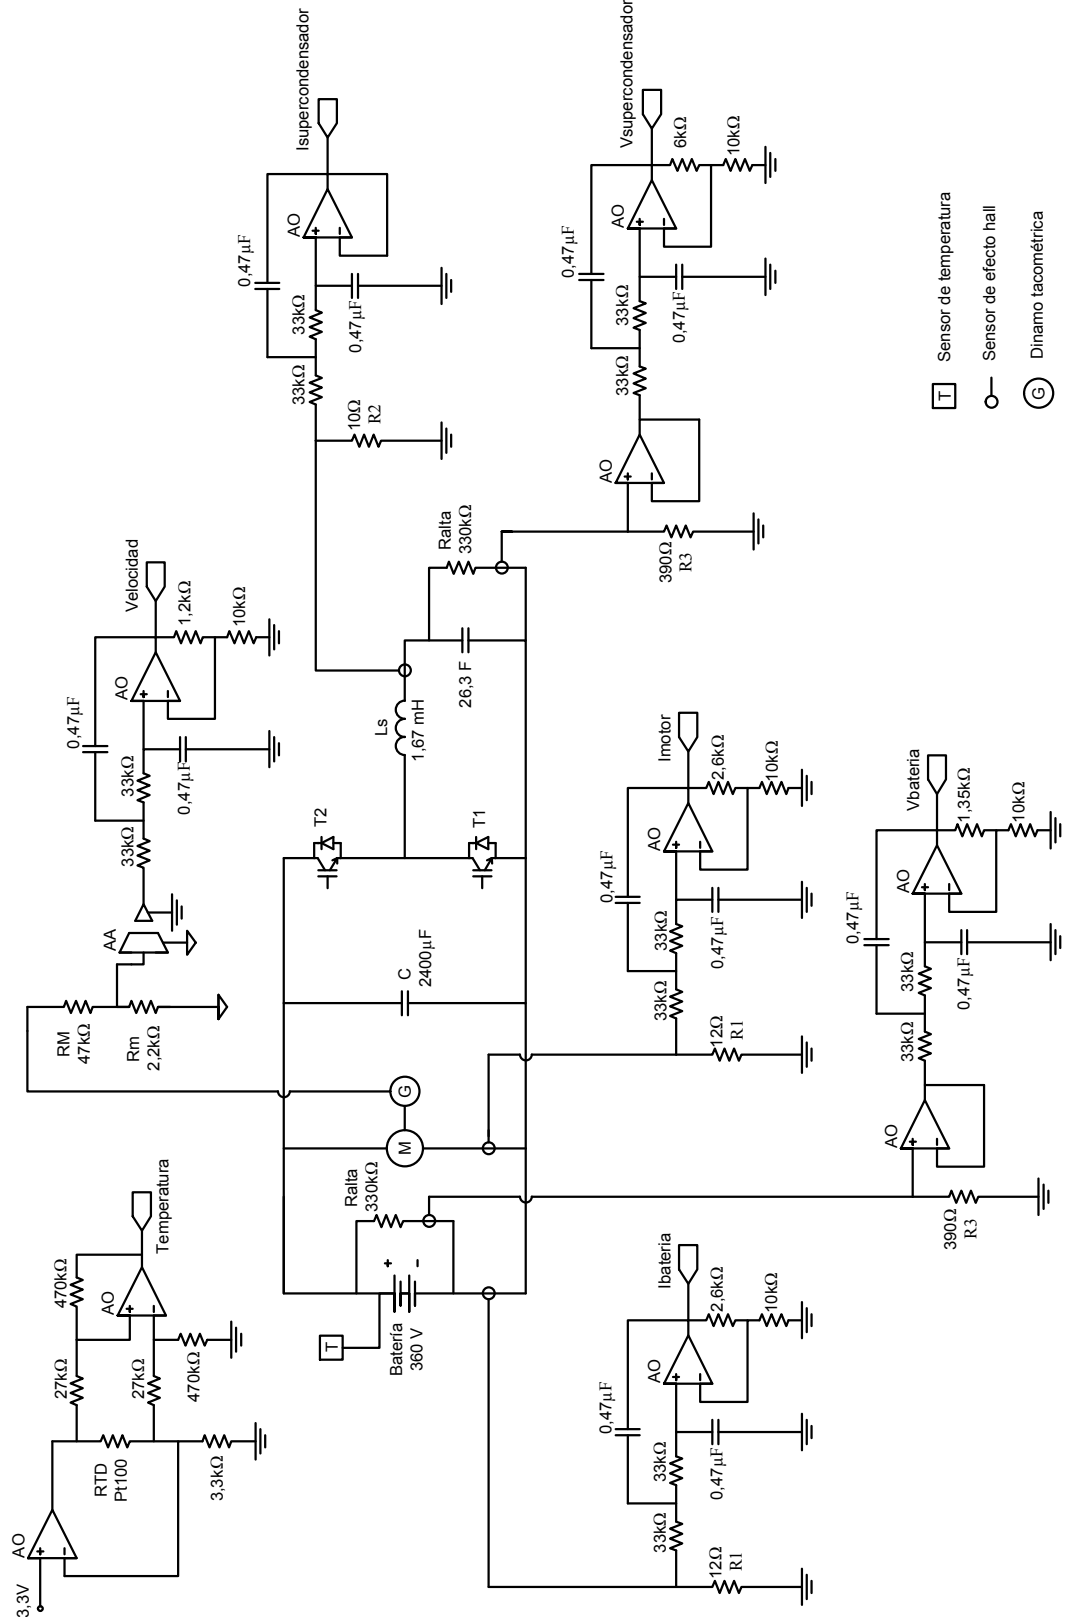 3,3V
AO
+
−
RTD
Pt100
3,3kΩ
27kΩ
27kΩ
470kΩ
470kΩ
AO
+
−
Temperatura
RM
47kΩ
Rm
2,2kΩ
AA
33kΩ
33kΩ
0,47µF
0,47µF
AO
+
−
1,2kΩ
10kΩ
Velocidad
T
Batería
360 V
+
−
Ralta
330kΩ
M
G
C
2400µF
T2
T1
Ls
1,67 mH
26,3 F
Ralta
330kΩ
10Ω
R2
33kΩ
33kΩ
0,47µF
0,47µF
AO
+
−
Isupercondensador
390Ω
R3
AO
+
−
33kΩ
33kΩ
0,47µF
0,47µF
AO
+
−
6kΩ
10kΩ
Vsupercondensador
12Ω
R1
33kΩ
33kΩ
0,47µF
0,47µF
AO
+
−
2,6kΩ
10kΩ
Ibateria
12Ω
R1
33kΩ
33kΩ
0,47µF
0,47µF
AO
+
−
2,6kΩ
10kΩ
Imotor
390Ω
R3
AO
+
−
33kΩ
33kΩ
0,47µF
0,47µF
AO
+
−
1,35kΩ
10kΩ
Vbateria
T
Sensor de temperatura
Sensor de efecto hall
G
Dinamo tacométrica